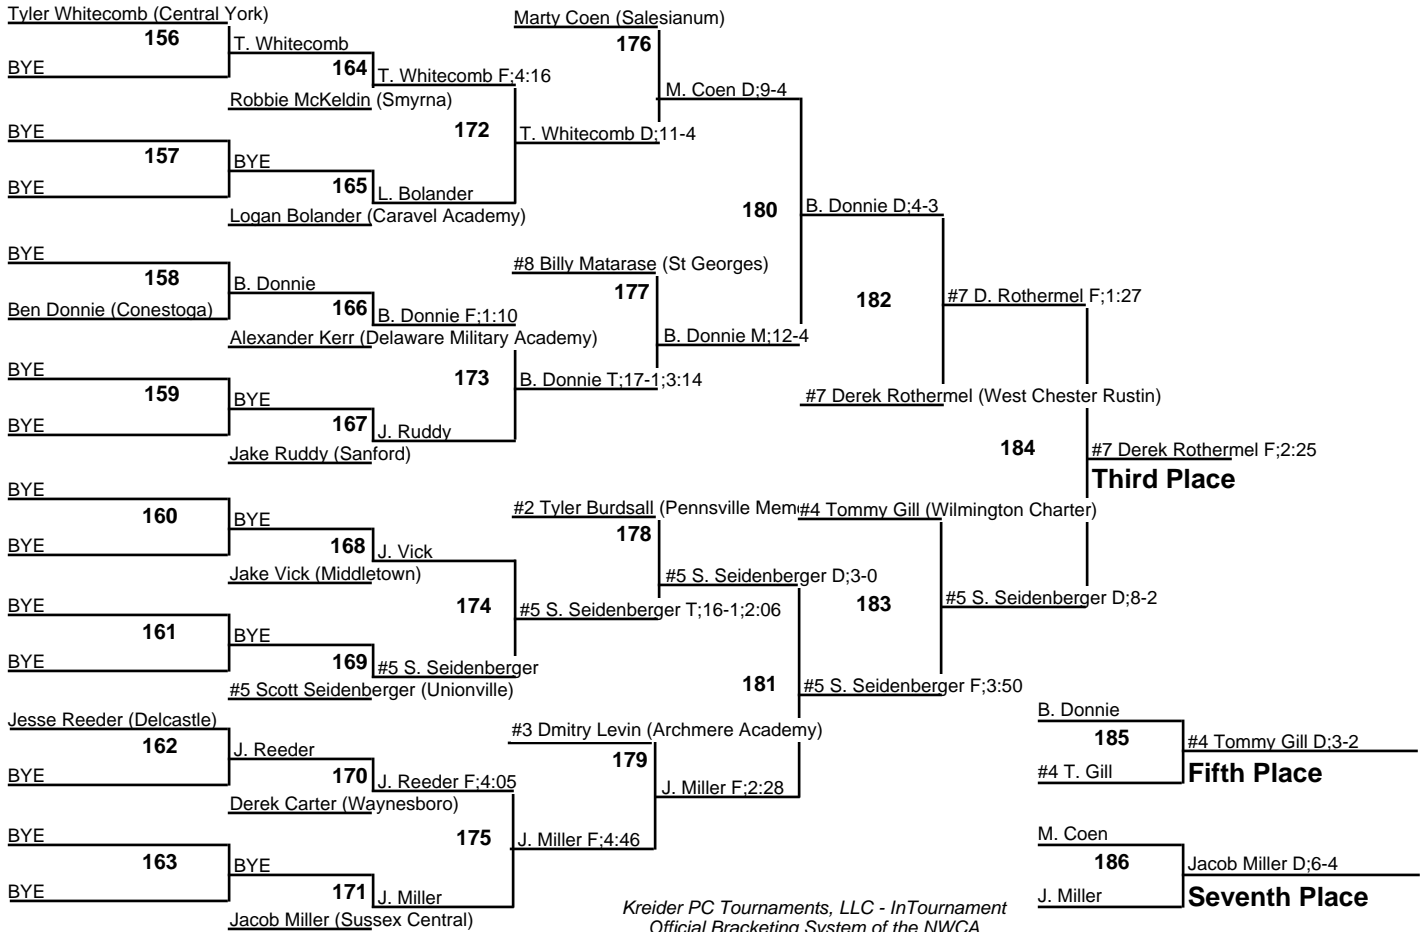 Tyler Whitecomb (Central York)
156
BYE
T. Whitecomb
164
Robbie McKeldin (Smyrna)
T. Whitecomb F;4:16
BYE
157
BYE
BYE
165
Logan Bolander (Caravel Academy)
L. Bolander
172
T. Whitecomb D;11-4
Marty Coen (Salesianum)
176
M. Coen D;9-4
BYE
158
Ben Donnie (Conestoga)
B. Donnie
166
Alexander Kerr (Delaware Military Academy)
B. Donnie F;1:10
BYE
159
BYE
BYE
167
Jake Ruddy (Sanford)
J. Ruddy
173
B. Donnie T;17-1;3:14
#8 Billy Matarase (St Georges)
177
B. Donnie M;12-4
180
B. Donnie D;4-3
182
#7 Derek Rothermel (West Chester Rustin)
#7 D. Rothermel F;1:27
BYE
160
BYE
BYE
168
Jake Vick (Middletown)
J. Vick
BYE
161
BYE
BYE
169
#5 Scott Seidenberger (Unionville)
#5 S. Seidenberger
174
#5 S. Seidenberger T;16-1;2:06
#2 Tyler Burdsall (Pennsville Mem
178
#5 S. Seidenberger D;3-0
Jesse Reeder (Delcastle)
162
BYE
J. Reeder
170
Derek Carter (Waynesboro)
J. Reeder F;4:05
BYE
163
BYE
BYE
171
Jacob Miller (Sussex Central)
J. Miller
175
J. Miller F;4:46
#3 Dmitry Levin (Archmere Academy)
179
J. Miller F;2:28
181
#5 S. Seidenberger F;3:50
#4 Tommy Gill (Wilmington Charter)
183
#5 S. Seidenberger D;8-2
184
#7 Derek Rothermel F;2:25
Third Place
B. Donnie
185
#4 T. Gill
#4 Tommy Gill D;3-2
Fifth Place
M. Coen
186
J. Miller
Jacob Miller D;6-4
Seventh Place
Kreider PC Tournaments, LLC - InTournament
Official Bracketing System of the NWCA